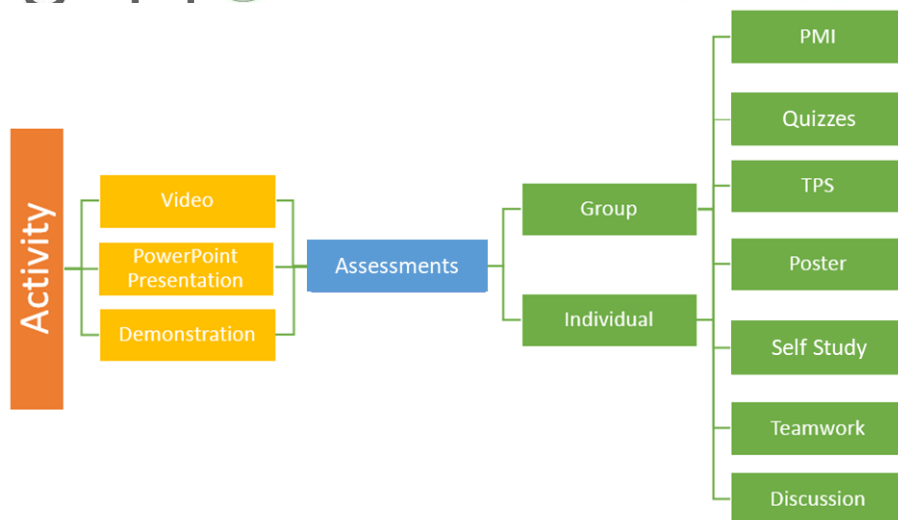 Activity
Video
PowerPoint
Presentation
Demonstration
Assessments
Group
Individual
PMI
Quizzes
TPS
Poster
Self Study
Teamwork
Discussion